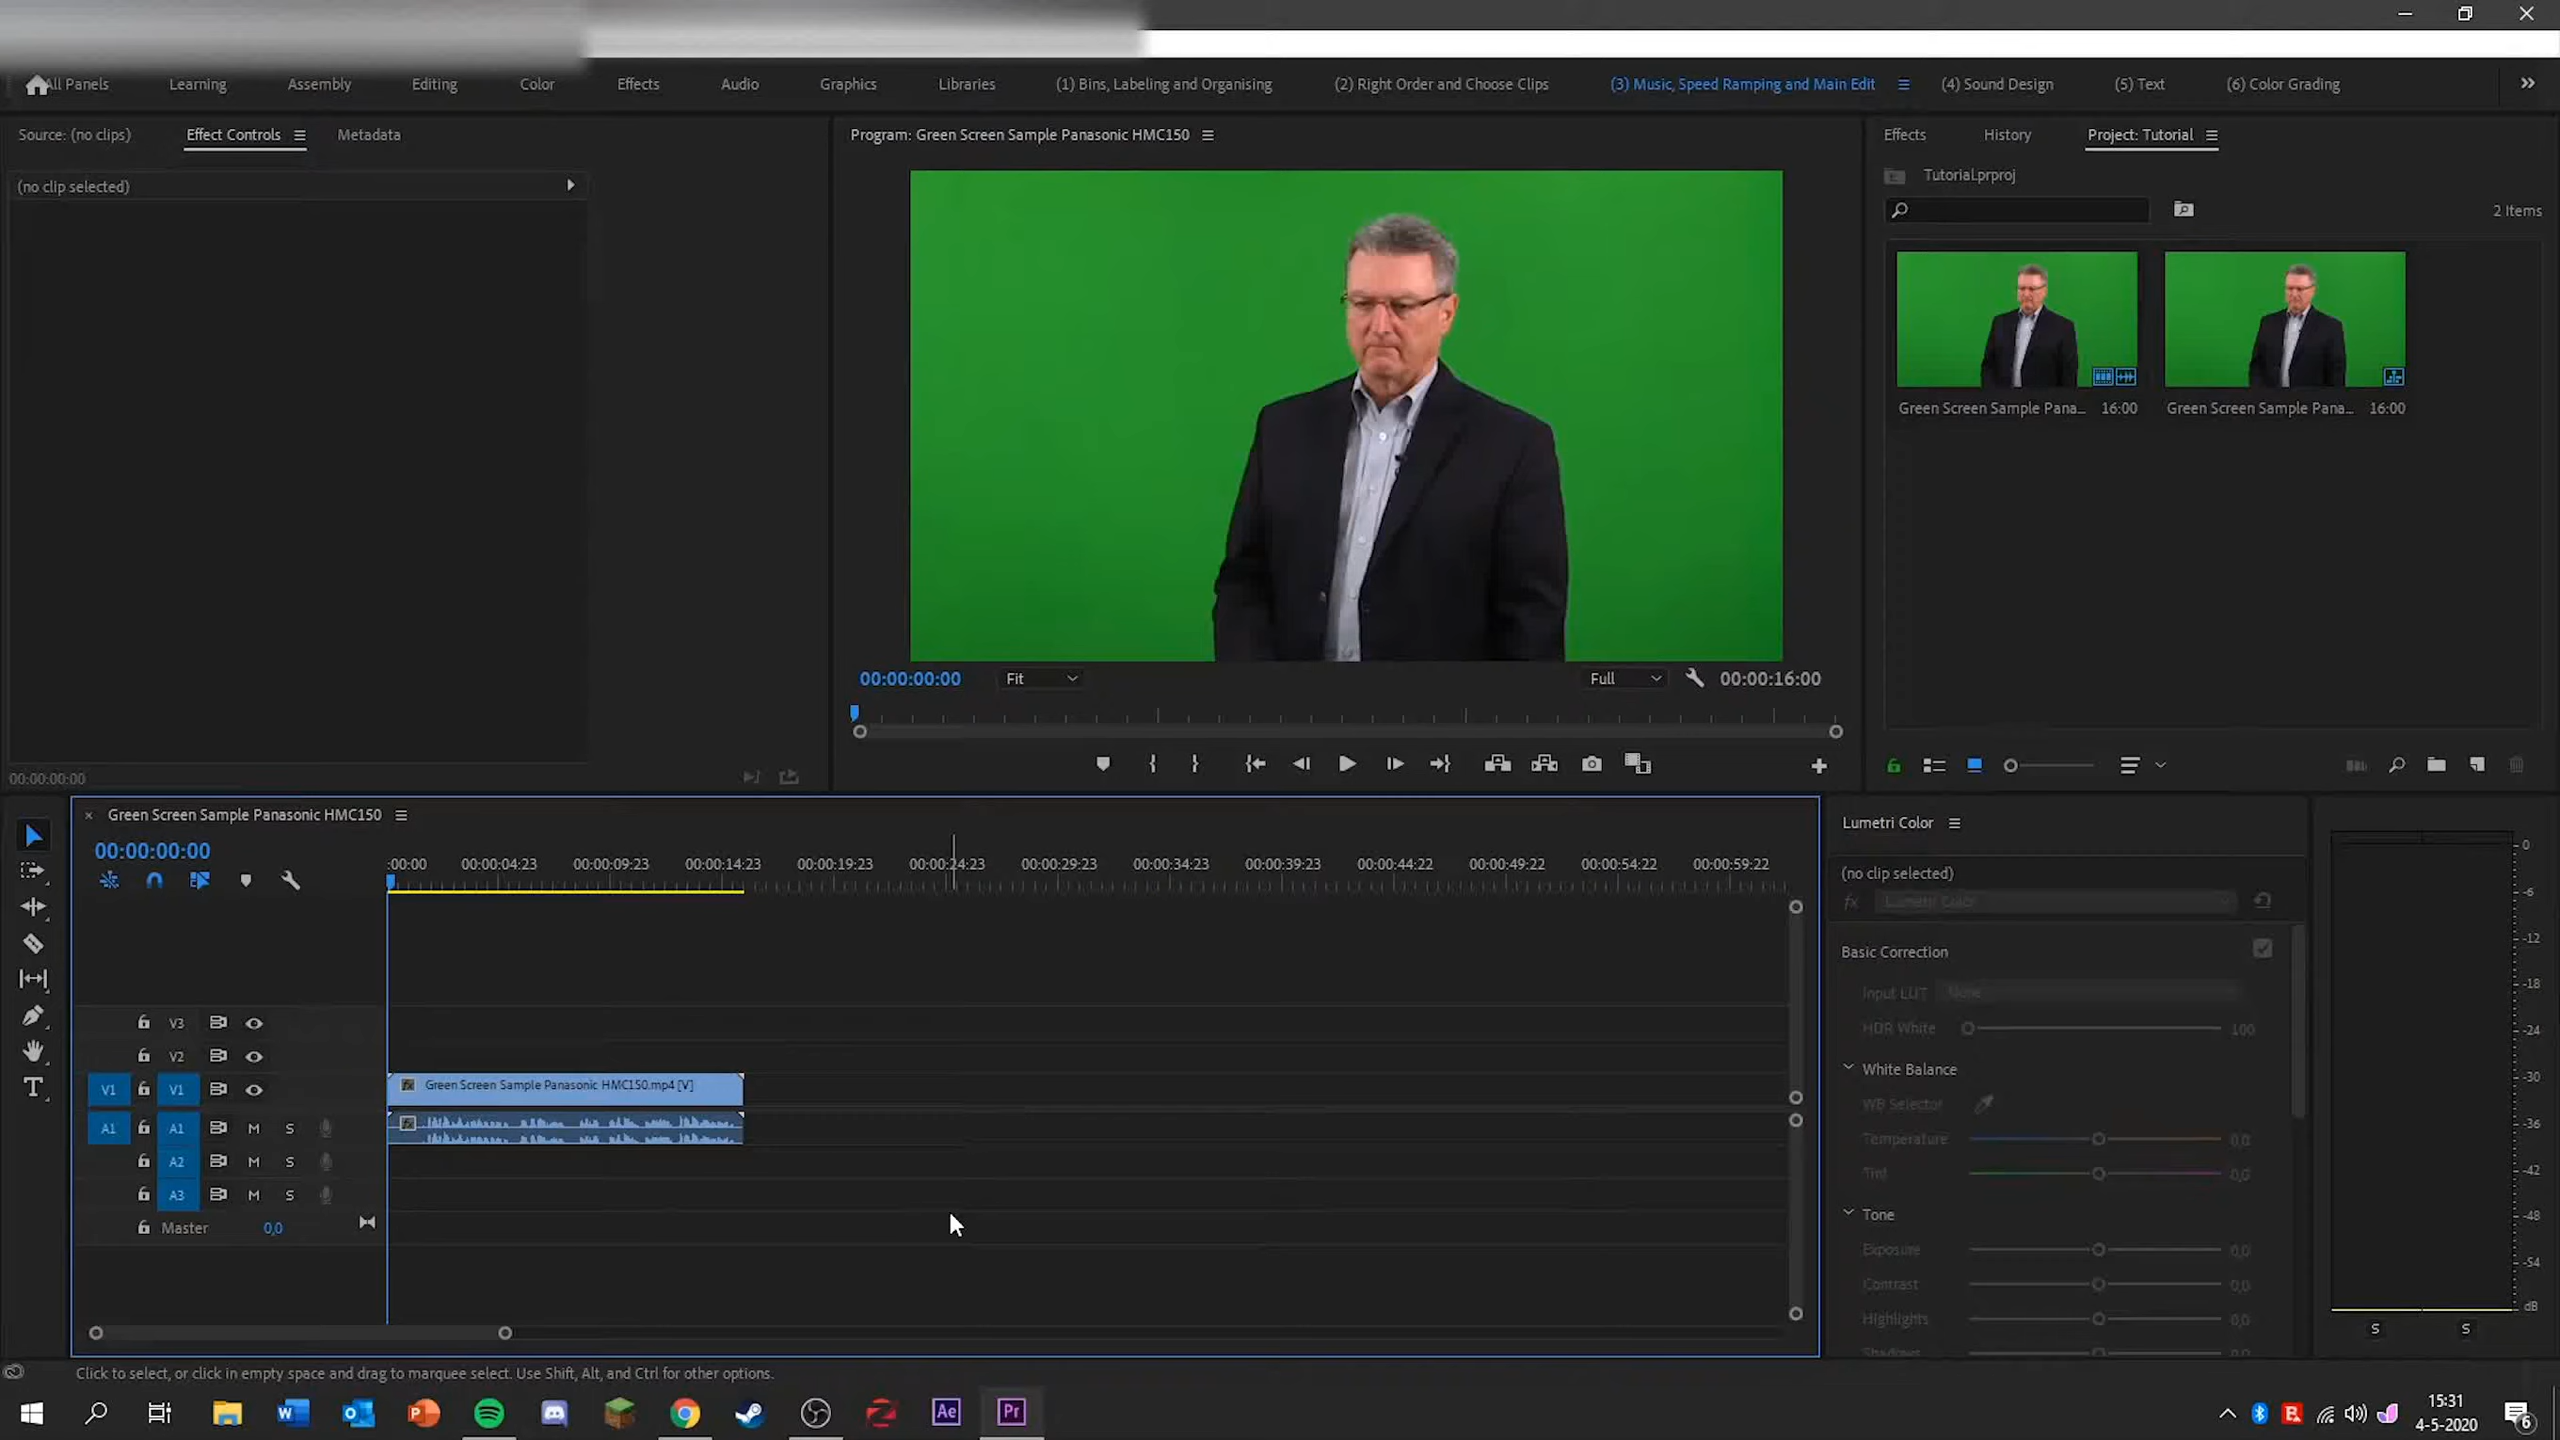 All Panels
Learning
Assembly
Editing
Color
Effects
Audio
Graphics
Libraries
(1) Bins, Labeling and Organising
(2) Right Order and Choose Clips
(3) Music, Speed Ramping and Main Edit
(4) Sound Design
(5) Text
(6) Color Grading
Source: (no clips)
Effect Controls
Metadata
(no clip selected)
00:00:00:00
Program: Green Screen Sample Panasonic HMC150
00:00:00:00
Fit
Full
00:00:16:00
Effects
History
Project: Tutorial
Tutorial.prproj
2 Items
Green Screen Sample Pana... 16:00
Green Screen Sample Pana... 16:00
Green Screen Sample Panasonic HMC150
00:00:00:00
:00:00 00:00:04:23 00:00:09:23 00:00:14:23 00:00:19:23 00:00:24:23 00:00:29:23 00:00:34:23 00:00:39:23 00:00:44:22 00:00:49:22 00:00:54:22 00:00:59:22
V3
V2
V1 V1
Green Screen Sample Panasonic HMC150.mp4 [V]
A1 A1 M S
A2 M S
A3 M S
Master 0,0
Lumetri Color
(no clip selected)
fx Lumetri Color
Basic Correction
Input LUT None
HDR White 100
White Balance
WB Selector
Temperature 0,0
Tint 0,0
Tone
Exposure 0,0
Contrast 0,0
Highlights 0,0
Shadows 0,0
0
-6
-12
-18
-24
-30
-36
-42
-48
-54
dB
S S
Click to select, or click in empty space and drag to marquee select. Use Shift, Alt, and Ctrl for other options.
Ae
Pr
15:31
4-5-2020
6